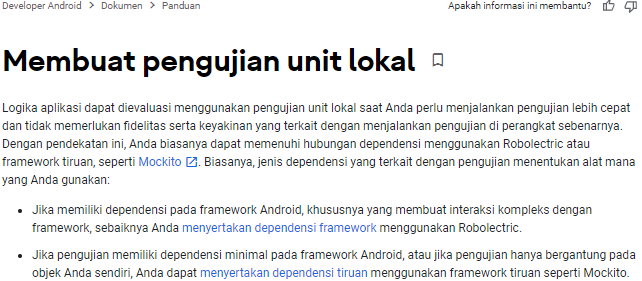 Developer Android > Dokumen > Panduan
Apakah informasi ini membantu?
Membuat pengujian unit lokal
Logika aplikasi dapat dievaluasi menggunakan pengujian unit lokal saat Anda perlu menjalankan pengujian lebih cepat
dan tidak memerlukan fidelitas serta keyakinan yang terkait dengan menjalankan pengujian di perangkat sebenarnya.
Dengan pendekatan ini, Anda biasanya dapat memenuhi hubungan dependensi menggunakan Robolectric atau
framework tiruan, seperti Mockito. Biasanya, jenis dependensi yang terkait dengan pengujian menentukan alat mana
yang Anda gunakan:
• Jika memiliki dependensi pada framework Android, khususnya yang membuat interaksi kompleks dengan
framework, sebaiknya Anda menyertakan dependensi framework menggunakan Robolectric.
• Jika pengujian memiliki dependensi minimal pada framework Android, atau jika pengujian hanya bergantung pada
objek Anda sendiri, Anda dapat menyertakan dependensi tiruan menggunakan framework tiruan seperti Mockito.